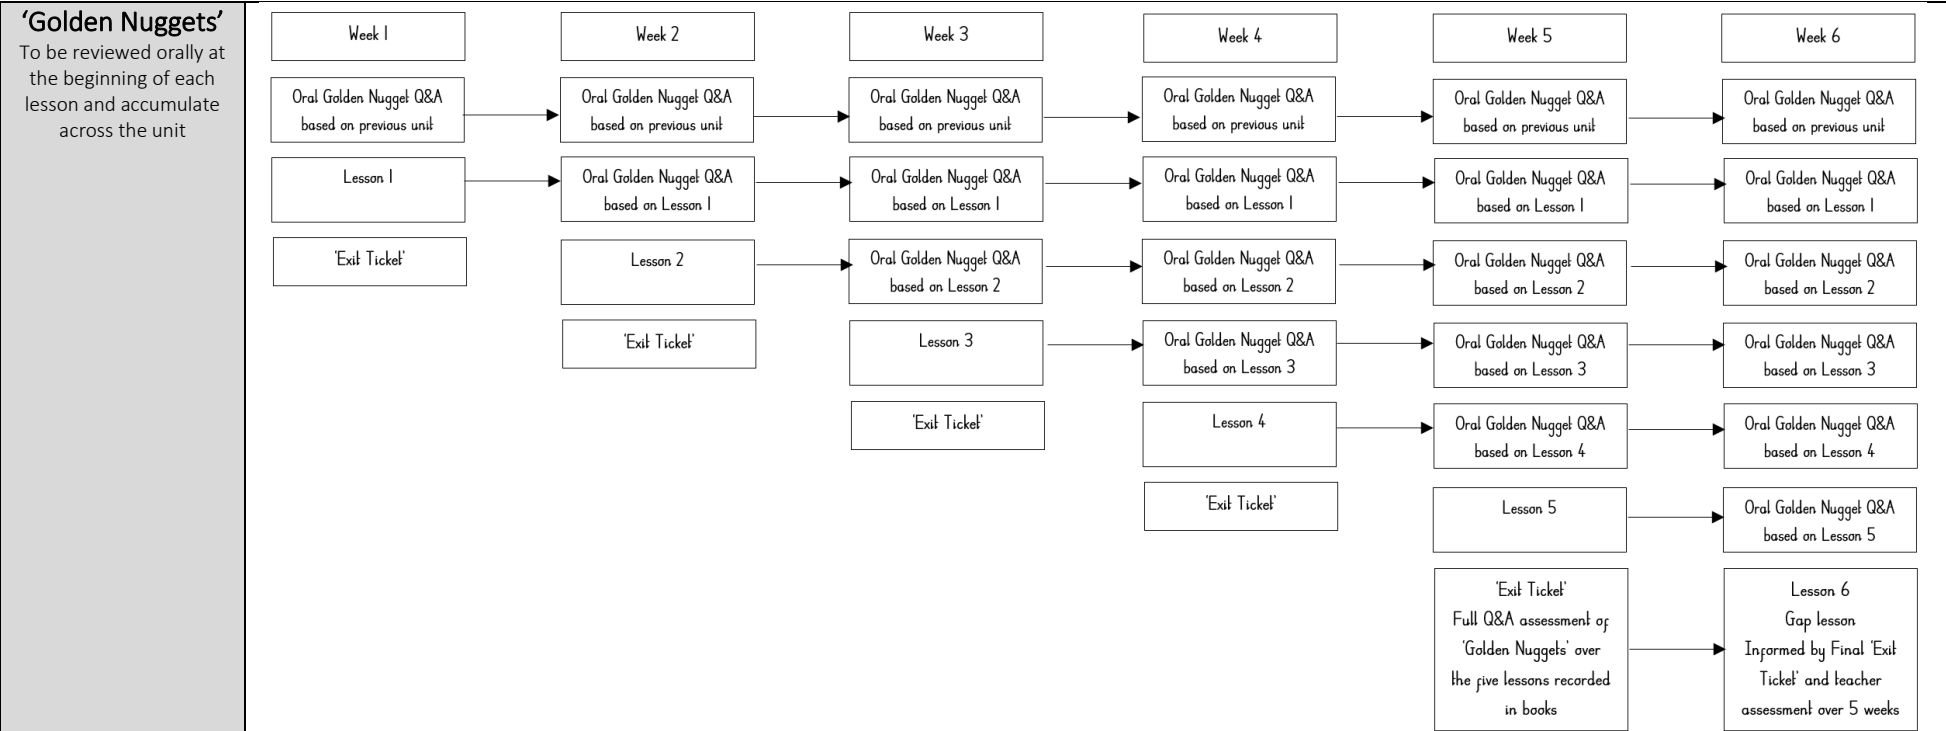 ‘Golden Nuggets’
To be reviewed orally at
the beginning of each
lesson and accumulate
across the unit
Week 1
Week 2
Week 3
Week 4
Week 5
Week 6
Oral Golden Nugget Q&A
based on previous unit
Oral Golden Nugget Q&A
based on previous unit
Oral Golden Nugget Q&A
based on previous unit
Oral Golden Nugget Q&A
based on previous unit
Oral Golden Nugget Q&A
based on previous unit
Oral Golden Nugget Q&A
based on previous unit
Lesson 1
Oral Golden Nugget Q&A
based on Lesson 1
Oral Golden Nugget Q&A
based on Lesson 1
Oral Golden Nugget Q&A
based on Lesson 1
Oral Golden Nugget Q&A
based on Lesson 1
Oral Golden Nugget Q&A
based on Lesson 1
'Exit Ticket'
Lesson 2
Oral Golden Nugget Q&A
based on Lesson 2
Oral Golden Nugget Q&A
based on Lesson 2
Oral Golden Nugget Q&A
based on Lesson 2
Oral Golden Nugget Q&A
based on Lesson 2
'Exit Ticket'
Lesson 3
Oral Golden Nugget Q&A
based on Lesson 3
Oral Golden Nugget Q&A
based on Lesson 3
Oral Golden Nugget Q&A
based on Lesson 3
'Exit Ticket'
Lesson 4
Oral Golden Nugget Q&A
based on Lesson 4
Oral Golden Nugget Q&A
based on Lesson 4
'Exit Ticket'
Lesson 5
Oral Golden Nugget Q&A
based on Lesson 5
'Exit Ticket'
Full Q&A assessment of
'Golden Nuggets' over
the five lessons recorded
in books
Lesson 6
Gap lesson
Informed by Final 'Exit
Ticket' and teacher
assessment over 5 weeks